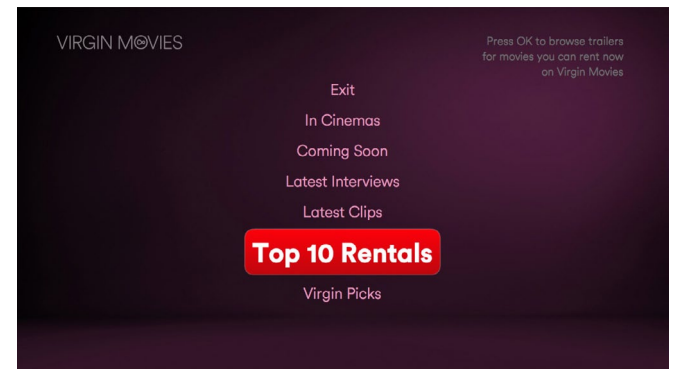 VIRGIN MOVIES
Press OK to browse trailers
for movies you can rent now
on Virgin Movies
Exit
In Cinemas
Coming Soon
Latest Interviews
Latest Clips
Top 10 Rentals
Virgin Picks